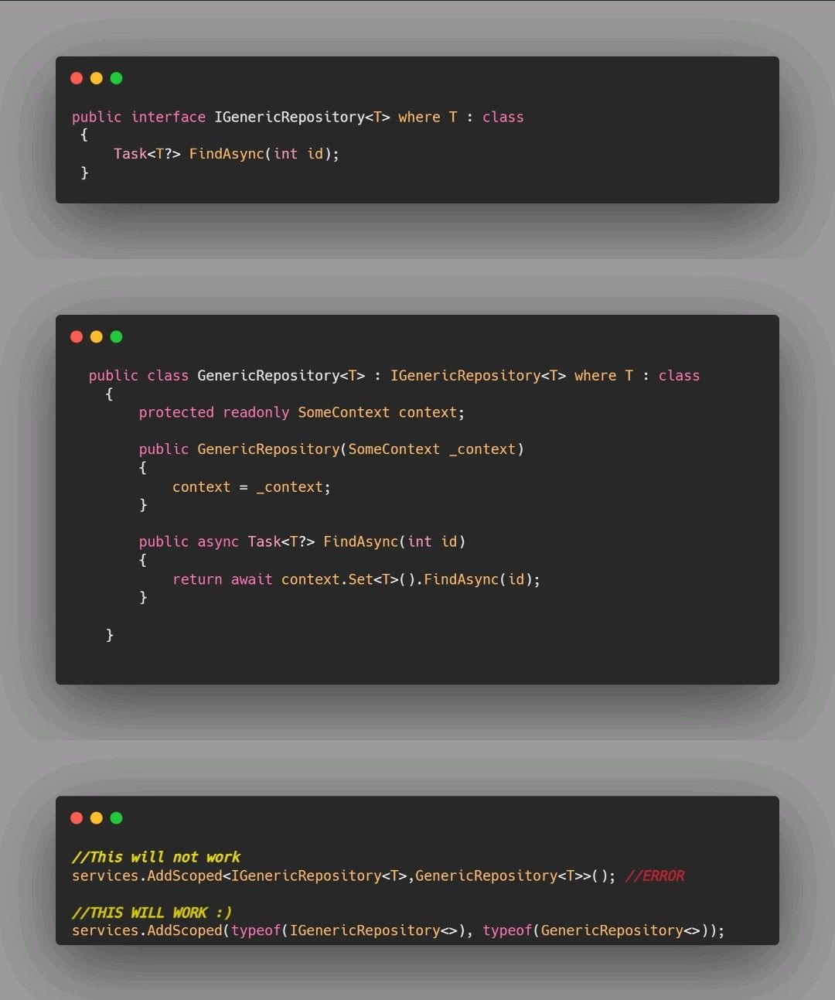 public interface IGenericRepository<T> where T : class
{
Task<T?> FindAsync(int id);
}
public class GenericRepository<T> : IGenericRepository<T> where T : class
{
protected readonly SomeContext context;
public GenericRepository(SomeContext _context)
{
context = _context;
}
public async Task<T?> FindAsync(int id)
{
return await context.Set<T>().FindAsync(id);
}
}
//This will not work
services.AddScoped<IGenericRepository<T>,GenericRepository<T>>(); //ERROR
//THIS WILL WORK :)
services.AddScoped(typeof(IGenericRepository<>), typeof(GenericRepository<>));